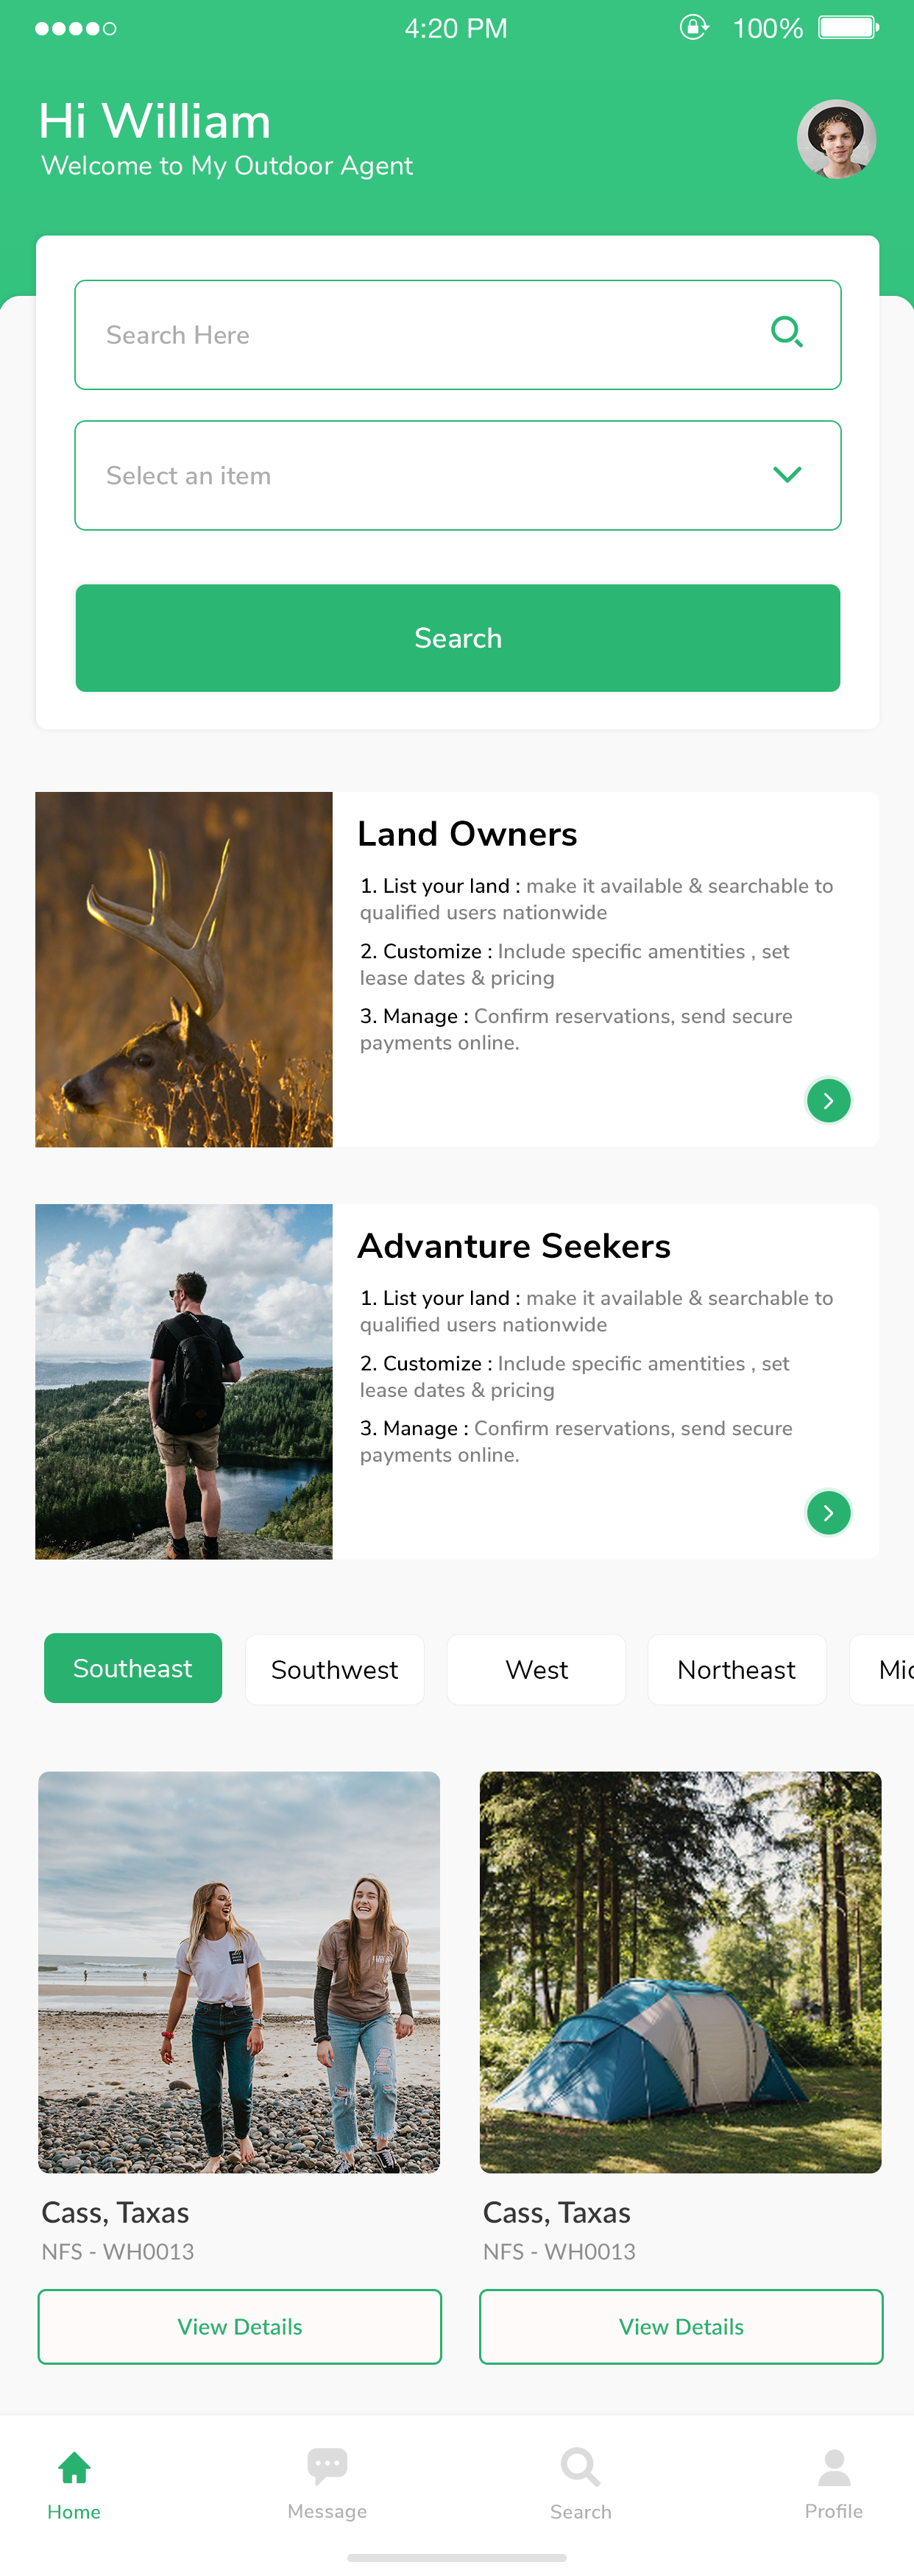 4:20 PM
100%
Hi William
Welcome to My Outdoor Agent
Search Here
Select an item
Search
Land Owners
1. List your land : make it available & searchable to
qualified users nationwide
2. Customize : Include specific amentities , set
lease dates & pricing
3. Manage : Confirm reservations, send secure
payments online.
Advanture Seekers
1. List your land : make it available & searchable to
qualified users nationwide
2. Customize : Include specific amentities , set
lease dates & pricing
3. Manage : Confirm reservations, send secure
payments online.
Southeast
Southwest
West
Northeast
Cass, Taxas
NFS - WH0013
View Details
Cass, Taxas
NFS - WH0013
View Details
Home
Message
Search
Profile